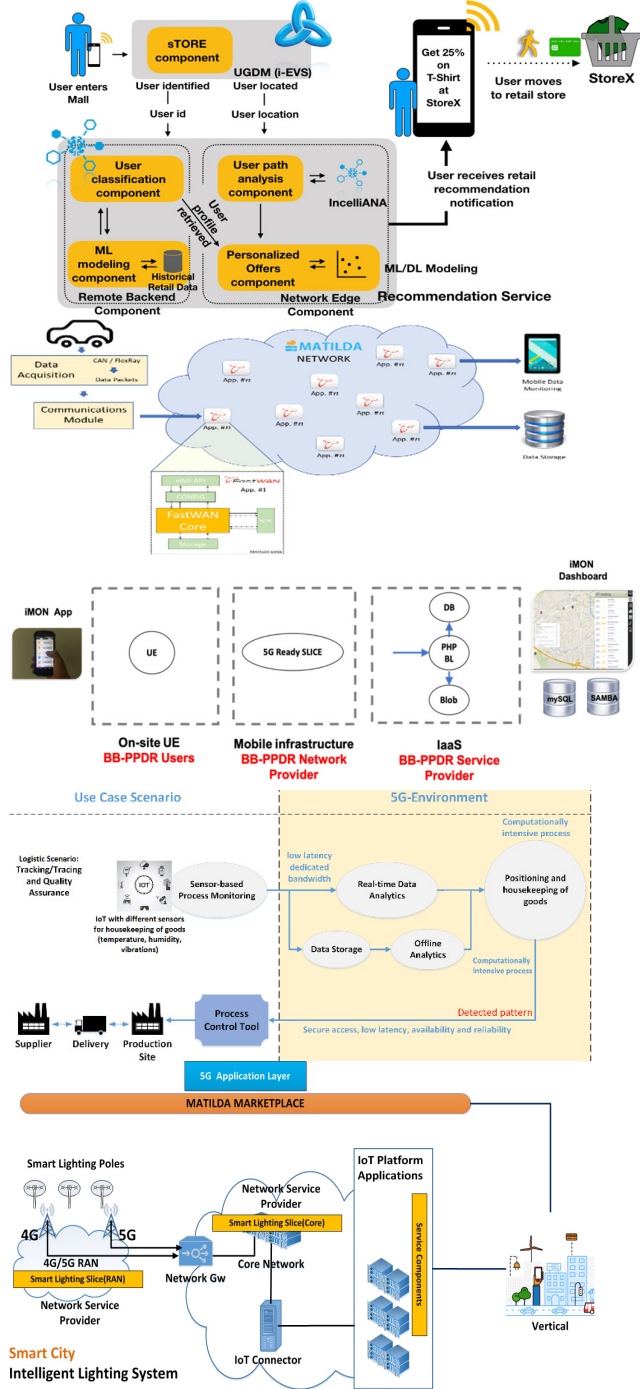 sTORE
component
UGDM (i-EVS)
User enters
Mall
User identified
User located
User id
User location
Get 25%
on
T-Shirt
at
StoreX
User moves
to retail store
StoreX
User
classification
component
User path
analysis
component
IncelliANA
User
profile
retrieved
User receives retail
recommendation
notification
ML
modeling
component
Historical
Retail Data
Personalized
Offers
component
ML/DL Modeling
Remote Backend
Component
Network Edge
Component
Recommendation Service
MATILDA
NETWORK
Data
Acquisition
CAN / FlexRay
Data Packets
Communications
Module
App. #n
App. #n
App. #n
App. #n
App. #n
App. #n
App. #n
App. #n
App. #n
Mobile Data
Monitoring
Data Storage
FastWAN
App. #1
CONFIG
FastWAN
Core
Storage
iMON App
UE
5G Ready SLICE
DB
PHP
BL
Blob
iMON
Dashboard
mySQL
SAMBA
On-site UE
BB-PPDR Users
Mobile infrastructure
BB-PPDR Network
Provider
IaaS
BB-PPDR Service
Provider
Use Case Scenario
5G-Environment
Computationally
intensive process
Logistic Scenario:
Tracking/Tracing
and Quality
Assurance
IOT
Sensor-based
Process Monitoring
low latency
dedicated
bandwidth
Real-time Data
Analytics
Positioning and
housekeeping of
goods
IoT with different sensors
for housekeeping of goods
(temperature, humidity,
vibrations)
Data Storage
Offline
Analytics
Computationally
intensive process
Detected pattern
Process
Control Tool
Secure access, low latency, availability and reliability
Supplier
Delivery
Production
Site
5G Application Layer
MATILDA MARKETPLACE
Smart Lighting Poles
4G
5G
4G/5G RAN
Smart Lighting Slice(RAN)
Network Service
Provider
Network Gw
Network Service
Provider
Smart Lighting Slice(Core)
Core Network
IoT Connector
IoT Platform
Applications
Service Components
Vertical
Smart City
Intelligent Lighting System